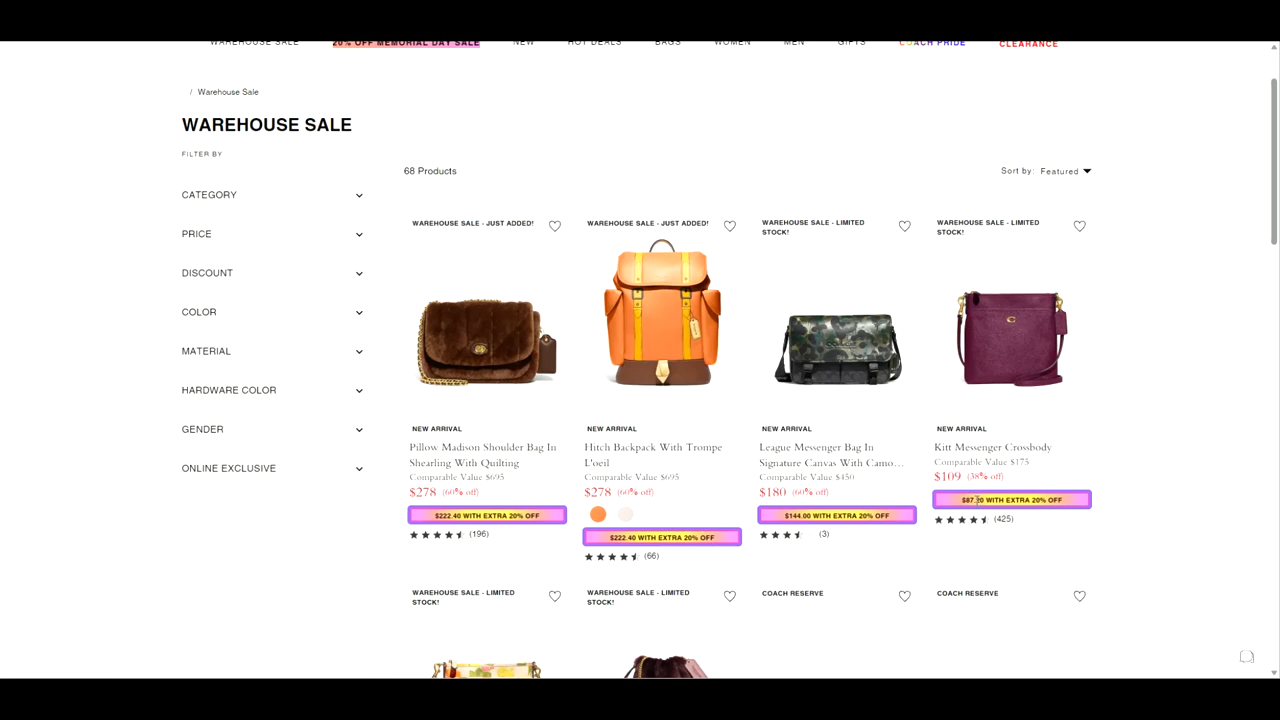 WAREHOUSE SALE 20% OFF MEMORIAL DAY SALE NEW HOT DEALS BAGS WOMEN MEN GIFTS COACH PRIDE CLEARANCE
/ Warehouse Sale
WAREHOUSE SALE
FILTER BY
CATEGORY
PRICE
DISCOUNT
COLOR
MATERIAL
HARDWARE COLOR
GENDER
ONLINE EXCLUSIVE
68 Products
Sort by: Featured
WAREHOUSE SALE - JUST ADDED!
NEW ARRIVAL
Pillow Madison Shoulder Bag In
Shearling With Quilting
Comparable Value $695
$278 (60% off)
$222.40 WITH EXTRA 20% OFF
(196)
WAREHOUSE SALE - JUST ADDED!
NEW ARRIVAL
Hitch Backpack With Trompe
L'oeil
Comparable Value $695
$278 (60% off)
$222.40 WITH EXTRA 20% OFF
(66)
WAREHOUSE SALE - LIMITED
STOCK!
NEW ARRIVAL
League Messenger Bag In
Signature Canvas With Camo...
Comparable Value $450
$180 (60% off)
$144.00 WITH EXTRA 20% OFF
(3)
WAREHOUSE SALE - LIMITED
STOCK!
NEW ARRIVAL
Kitt Messenger Crossbody
Comparable Value $175
$109 (38% off)
$87.20 WITH EXTRA 20% OFF
(425)
WAREHOUSE SALE - LIMITED
STOCK!
WAREHOUSE SALE - LIMITED
STOCK!
COACH RESERVE
COACH RESERVE